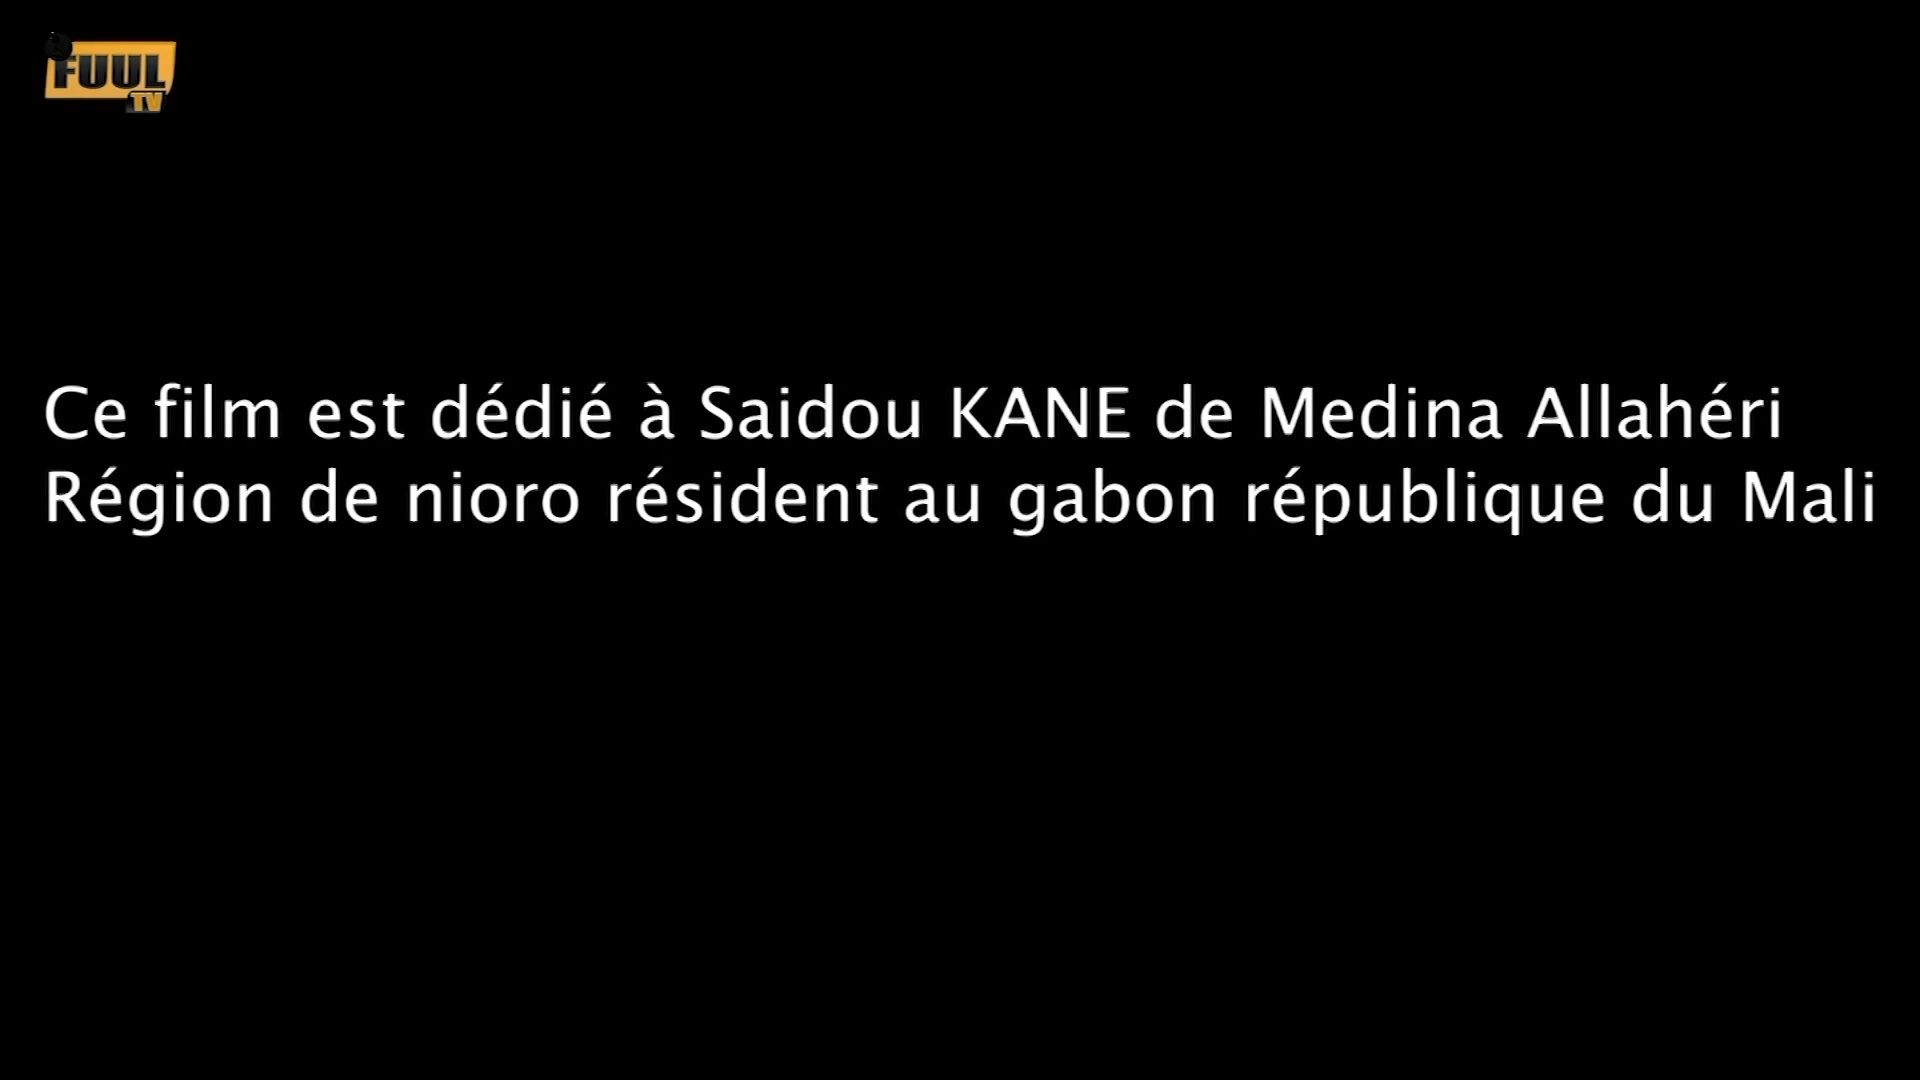 FUUL
TV
Ce film est dédié à Saidou KANE de Medina Allahéri
Région de nioro résident au gabon république du Mali